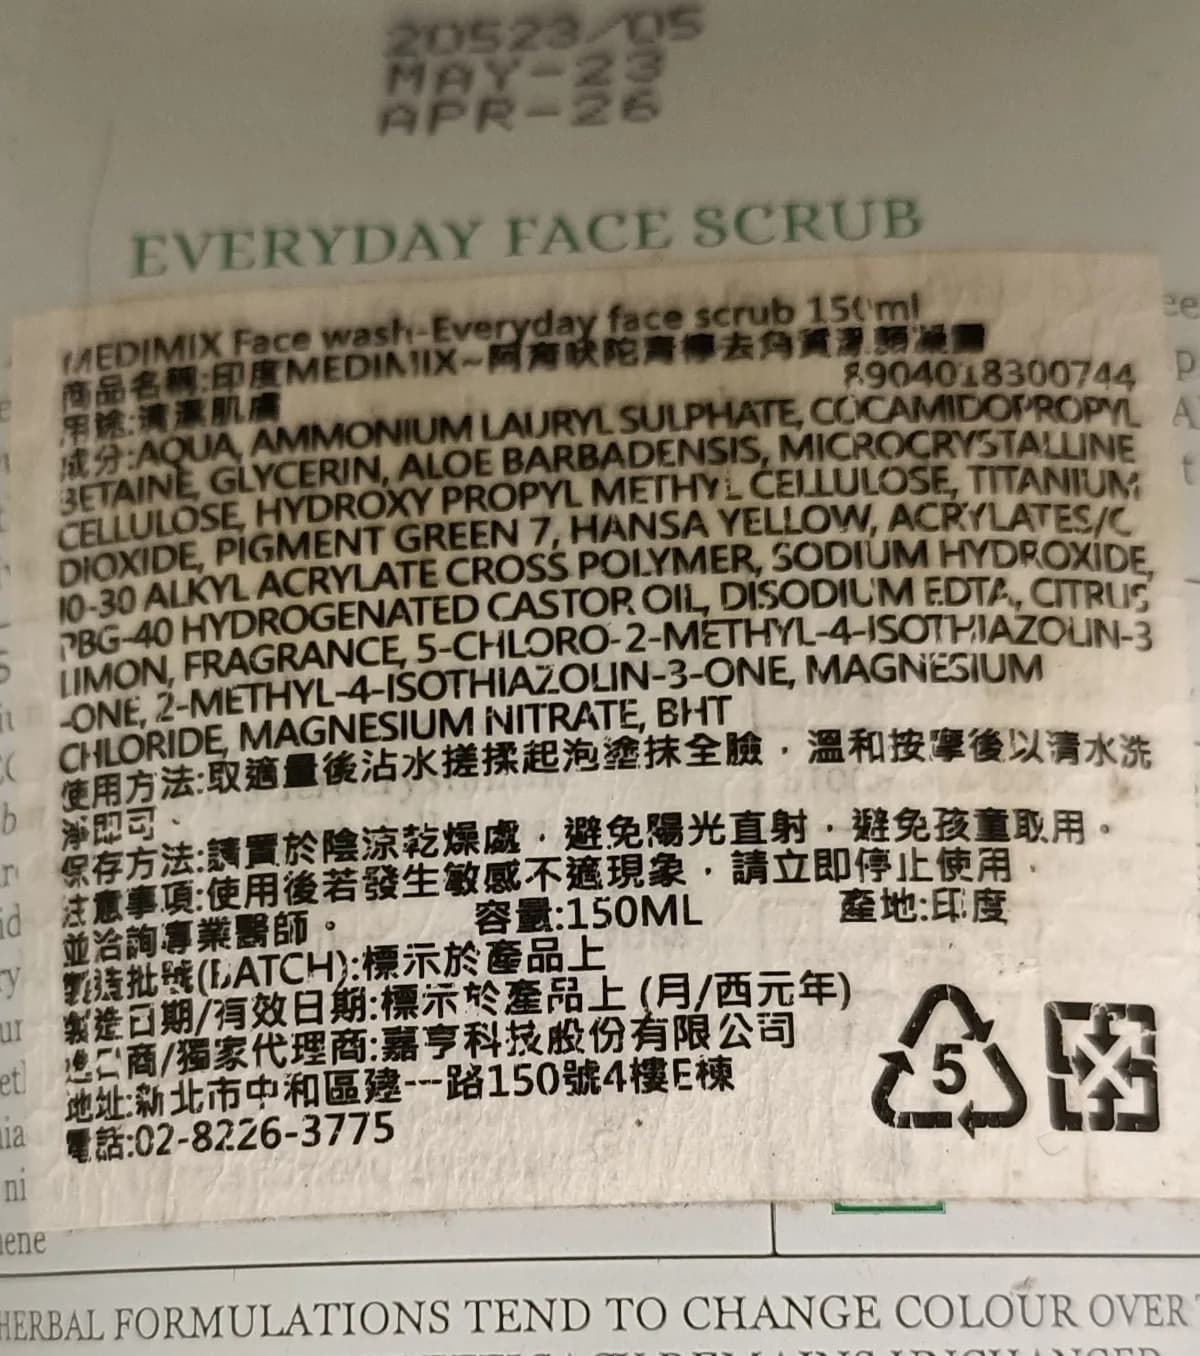 20523/05
MAY-23
APR-26
EVERYDAY FACE SCRUB
MEDIMIX Face wash-Everyday face scrub 150ml
商品名稱:印度MEDIMIX~阿育吠陀青檸去角質潔顏凝露
8904018300744
用途:清潔肌膚
成分:AQUA, AMMONIUM LAURYL SULPHATE, COCAMIDOPROPYL
BETAINE, GLYCERIN, ALOE BARBADENSIS, MICROCRYSTALLINE
CELLULOSE, HYDROXY PROPYL METHYL CELLULOSE, TITANIUM
DIOXIDE, PIGMENT GREEN 7, HANSA YELLOW, ACRYLATES/C
10-30 ALKYL ACRYLATE CROSS POLYMER, SODIUM HYDROXIDE,
PBG-40 HYDROGENATED CASTOR OIL, DISODIUM EDTA, CITRUS
LIMON, FRAGRANCE, 5-CHLORO-2-METHYL-4-ISOTHIAZOLIN-3
-ONE, 2-METHYL-4-ISOTHIAZOLIN-3-ONE, MAGNESIUM
CHLORIDE, MAGNESIUM NITRATE, BHT
使用方法:取適量後沾水搓揉起泡塗抹全臉，溫和按摩後以清水洗
淨即可、
保存方法:請置於陰涼乾燥處，避免陽光直射，避免孩童取用。
注意事項:使用後若發生敏感不適現象，請立即停止使用，
並洽詢專業醫師。 容量:150ML 產地:印度
製造批號(BATCH):標示於產品上
製造日期/有效日期:標示於產品上 (月/西元年)
進口商/獨家代理商:嘉亨科技股份有限公司
地址:新北市中和區建一路150號4樓E棟
電話:02-8226-3775
5
HERBAL FORMULATIONS TEND TO CHANGE COLOUR OVER